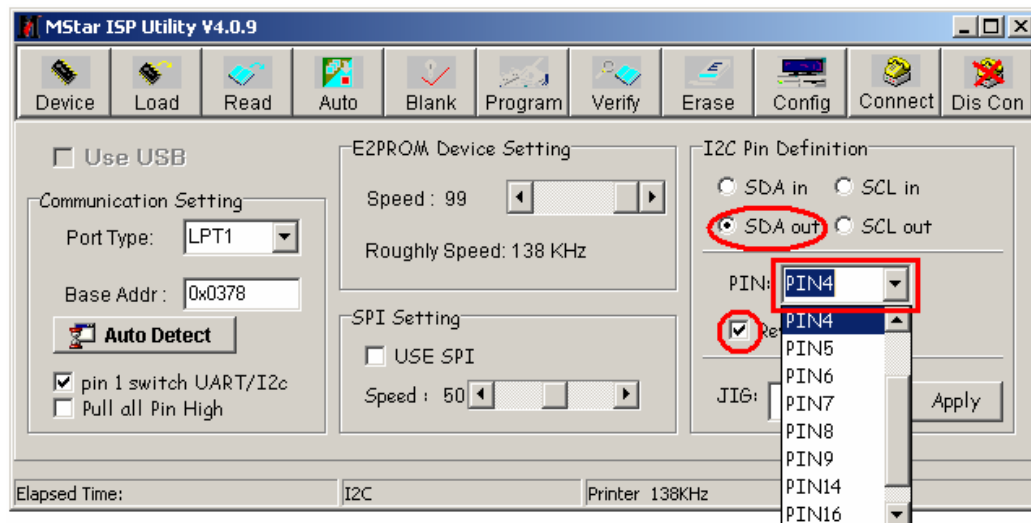 MStar ISP Utility V4.0.9
Device Load Read Auto Blank Program Verify Erase Config Connect Dis Con
Use USB
Communication Setting
Port Type: LPT1
Base Addr : 0x0378
Auto Detect
pin 1 switch UART/I2c
Pull all Pin High
E2PROM Device Setting
Speed : 99
Roughly Speed: 138 KHz
SPI Setting
USE SPI
Speed : 50
I2C Pin Definition
SDA in SCL in
SDA out SCL out
PIN: PIN4
PIN4
PIN5
PIN6
PIN7
PIN8
PIN9
PIN14
PIN16
JIG:
Apply
Elapsed Time: I2C Printer 138KHz